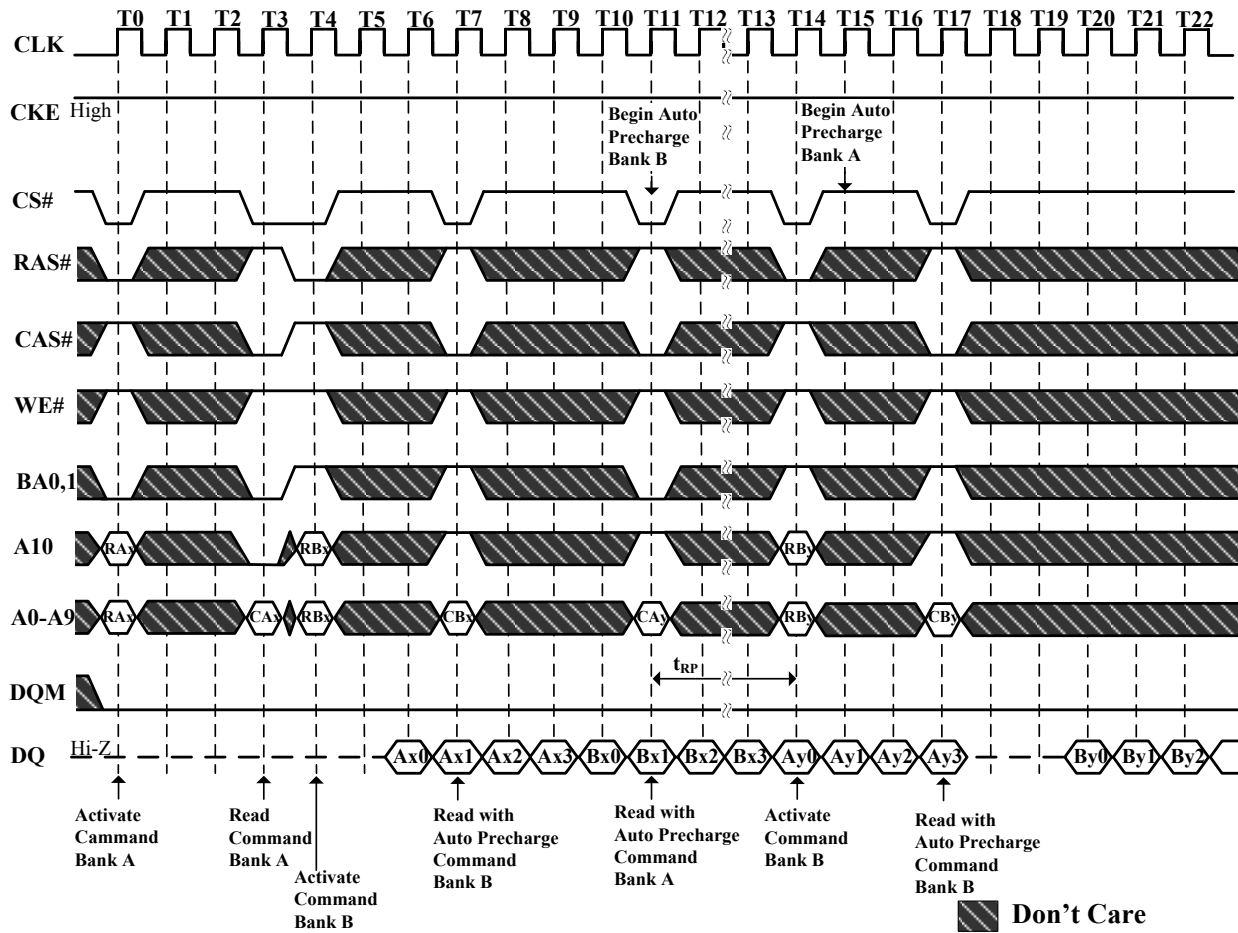 T0 T1 T2 T3 T4 T5 T6 T7 T8 T9 T10 T11 T12 T13 T14 T15 T16 T17 T18 T19 T20 T21 T22
CLK
CKE High
Begin Auto
Precharge
Bank B
Begin Auto
Precharge
Bank A
CS#
RAS#
CAS#
WE#
BA0,1
A10 RAx RBx RBy
A0-A9 RAx CAx RBx CBx CAy RBy CBy
tRP
DQM
DQ Hi-Z Ax0 Ax1 Ax2 Ax3 Bx0 Bx1 Bx2 Bx3 Ay0 Ay1 Ay2 Ay3 By0 By1 By2
Activate
Cammand
Bank A
Read
Command
Bank A
Activate
Command
Bank B
Read with
Auto Precharge
Command
Bank B
Read with
Auto Precharge
Command
Bank A
Activate
Command
Bank B
Read with
Auto Precharge
Command
Bank B
Don't Care